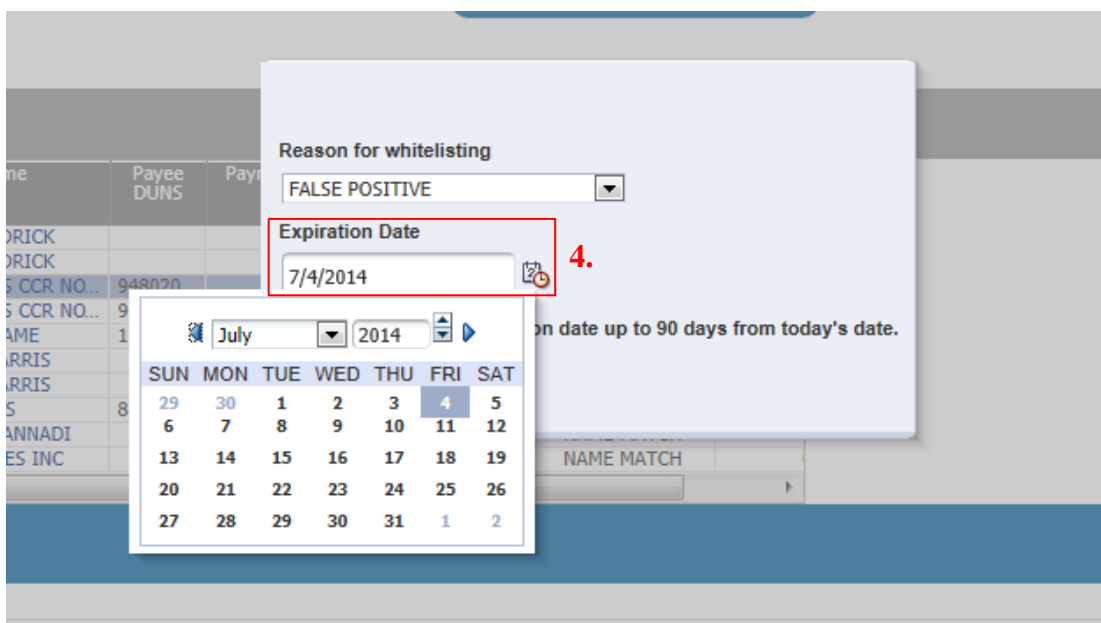 Reason for whitelisting
FALSE POSITIVE
Expiration Date
7/4/2014
4.
on date up to 90 days from today's date.
July 2014
SUN MON TUE WED THU FRI SAT
29 30 1 2 3 4 5
6 7 8 9 10 11 12
13 14 15 16 17 18 19
20 21 22 23 24 25 26
27 28 29 30 31 1 2
me Payee DUNS Payn
DRICK
DRICK
S CCR NO... 948020
S CCR NO... 9
AME 1
ARRIS
ARRIS
S 8
ANNADI
ES INC NAME MATCH